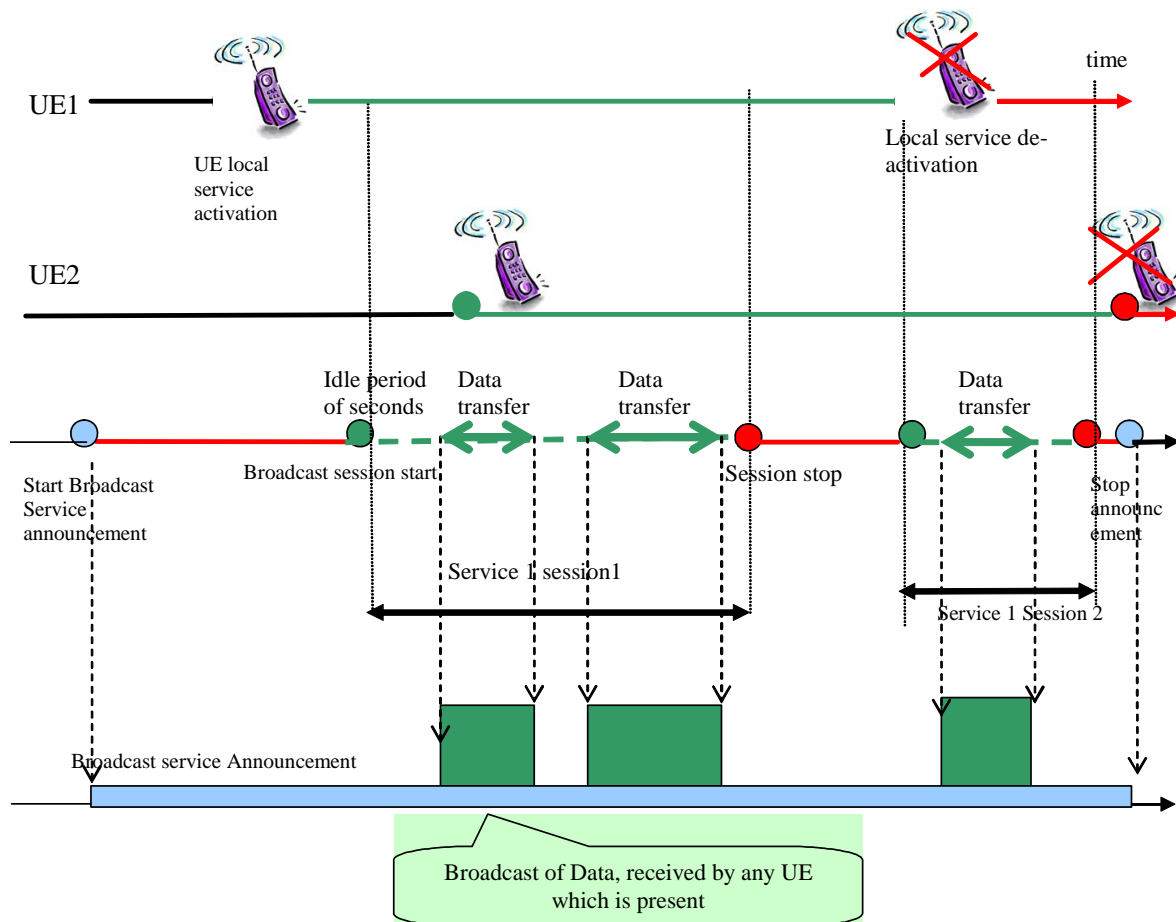 time
UE1
UE local
service
activation
Local service de-
activation
UE2
Idle period
of seconds
Data
transfer
Data
transfer
Data
transfer
Broadcast session start
Session stop
Start Broadcast
Service
announcement
Stop
announc
ement
Service 1 session1
Service 1 Session 2
Broadcast service Announcement
Broadcast of Data, received by any UE
which is present